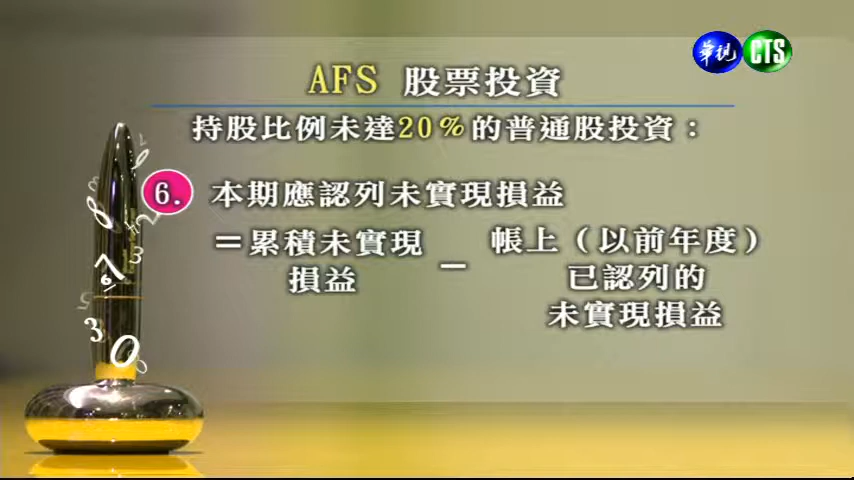 華視 CTS
AFS 股票投資
持股比例未達20%的普通股投資：
6. 本期應認列未實現損益
＝累積未實現損益 － 帳上（以前年度）已認列的未實現損益